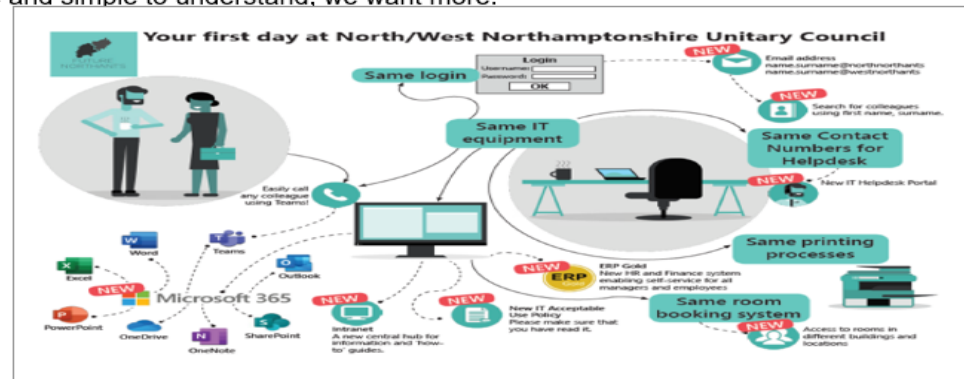 and simple to understand, we want more.
Your first day at North/West Northamptonshire Unitary Council
FUTURE
NORTHANTS
Login
Username:
Password:
OK
Same login
NEW
Email address
name.surname@northnorthants
name.surname@westnorthants
NEW
Search for colleagues
using first name, surname.
Same IT
equipment
Same Contact
Numbers for
Helpdesk
NEW
New IT Helpdesk Portal
Easily call
any colleague
using Teams!
Word
Teams
Excel
Outlook
NEW
Microsoft 365
PowerPoint
OneDrive
OneNote
SharePoint
NEW
Intranet
A new central hub for
information and 'how-
to' guides.
NEW
New IT Acceptable
Use Policy
Please make sure that
you have read it.
NEW
ERP
Gold
ERP Gold
New HR and Finance system
enabling self-service for all
managers and employees
Same printing
processes
Same room
booking system
NEW
Access to rooms in
different buildings and
locations